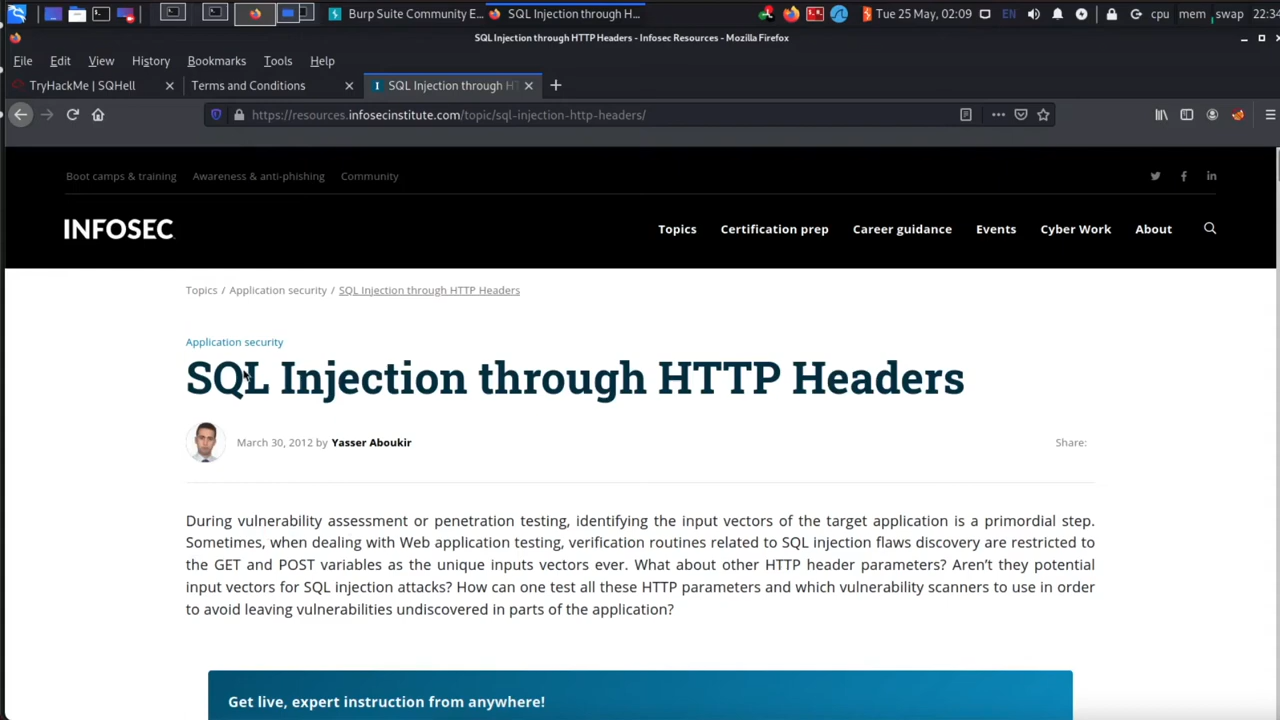 Burp Suite Community E...
SQL Injection through H...
Tue 25 May, 02:09
EN
cpu
mem
swap
22:34
SQL Injection through HTTP Headers - Infosec Resources - Mozilla Firefox
File
Edit
View
History
Bookmarks
Tools
Help
TryHackMe | SQHell
Terms and Conditions
SQL Injection through HT
https://resources.infosecinstitute.com/topic/sql-injection-http-headers/
Boot camps & training
Awareness & anti-phishing
Community
INFOSEC
Topics
Certification prep
Career guidance
Events
Cyber Work
About
Topics / Application security / SQL Injection through HTTP Headers
Application security
SQL Injection through HTTP Headers
March 30, 2012 by Yasser Aboukir
Share:
During vulnerability assessment or penetration testing, identifying the input vectors of the target application is a primordial step.
Sometimes, when dealing with Web application testing, verification routines related to SQL injection flaws discovery are restricted to
the GET and POST variables as the unique inputs vectors ever. What about other HTTP header parameters? Aren't they potential
input vectors for SQL injection attacks? How can one test all these HTTP parameters and which vulnerability scanners to use in order
to avoid leaving vulnerabilities undiscovered in parts of the application?
Get live, expert instruction from anywhere!